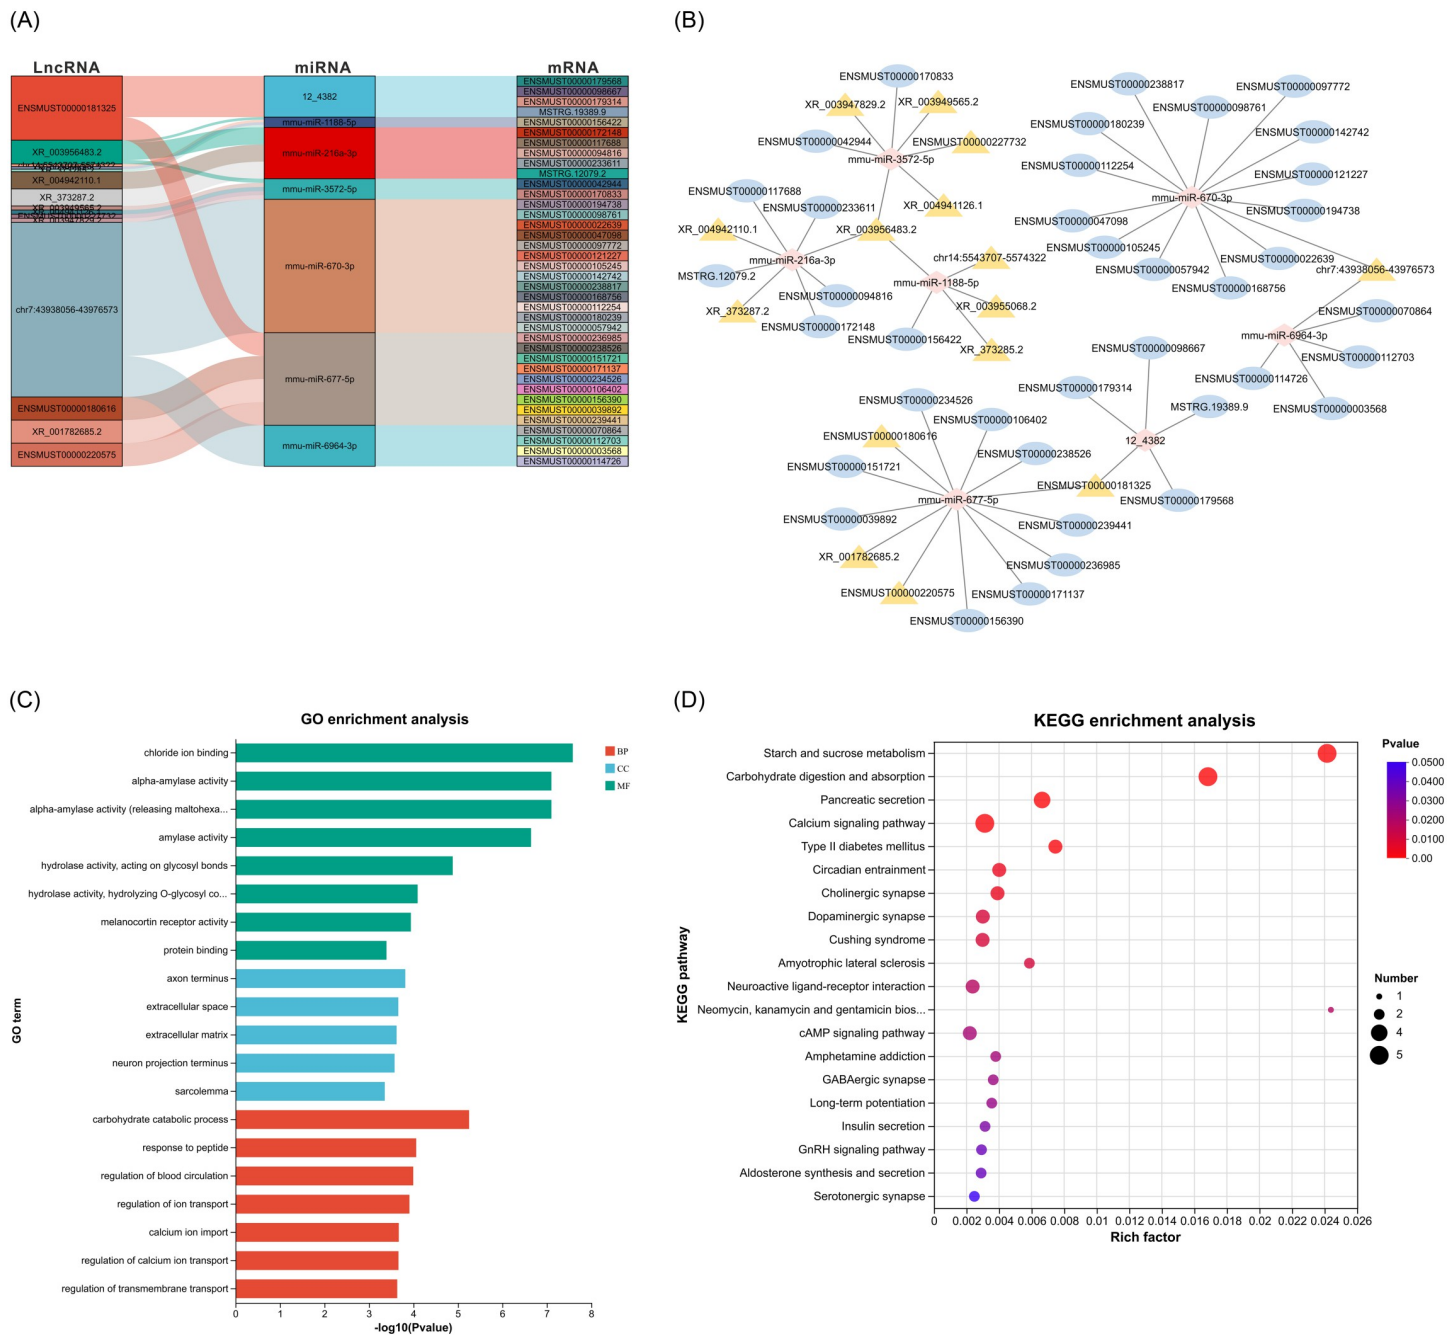 (A)
LncRNA
miRNA
mRNA
ENSMUST00000181325
XR_003956483.2
XR_004942110.1
XR_373287.2
XR_003949565.2
chr7:43938056-43976573
ENSMUST00000180616
XR_001782685.2
ENSMUST00000220575
12_4382
mmu-miR-1188-5p
mmu-miR-216a-3p
mmu-miR-3572-5p
mmu-miR-670-3p
mmu-miR-677-5p
mmu-miR-6964-3p
ENSMUST00000179568
ENSMUST00000098667
ENSMUST00000179314
MSTRG.19389.9
ENSMUST00000156422
ENSMUST00000172148
ENSMUST00000117688
ENSMUST00000094816
ENSMUST00000233611
MSTRG.12079.2
ENSMUST00000042944
ENSMUST00000170833
ENSMUST00000194738
ENSMUST00000098761
ENSMUST00000022639
ENSMUST00000047098
ENSMUST00000097772
ENSMUST00000121227
ENSMUST00000105245
ENSMUST00000142742
ENSMUST00000238817
ENSMUST00000168756
ENSMUST00000112254
ENSMUST00000180239
ENSMUST00000057942
ENSMUST00000236985
ENSMUST00000238526
ENSMUST00000151721
ENSMUST00000171137
ENSMUST00000234526
ENSMUST00000106402
ENSMUST00000156390
ENSMUST00000039892
ENSMUST00000239441
ENSMUST00000070864
ENSMUST00000112703
ENSMUST00000003568
ENSMUST00000114726
(B)
ENSMUST00000170833
XR_003947829.2
XR_003949565.2
ENSMUST00000042944
ENSMUST00000227732
mmu-miR-3572-5p
ENSMUST00000117688
ENSMUST00000233611
XR_004941126.1
XR_004942110.1
XR_003956483.2
mmu-miR-216a-3p
chr14:5543707-5574322
MSTRG.12079.2
mmu-miR-1188-5p
ENSMUST00000094816
XR_373287.2
XR_003955068.2
ENSMUST00000172148
ENSMUST00000156422
XR_373285.2
ENSMUST00000238817
ENSMUST00000097772
ENSMUST00000098761
ENSMUST00000180239
ENSMUST00000142742
ENSMUST00000112254
ENSMUST00000121227
mmu-miR-670-3p
ENSMUST00000194738
ENSMUST00000047098
ENSMUST00000105245
ENSMUST00000022639
ENSMUST00000057942
chr7:43938056-43976573
ENSMUST00000168756
ENSMUST00000070864
mmu-miR-6964-3p
ENSMUST00000098667
ENSMUST00000112703
ENSMUST00000114726
ENSMUST00000179314
ENSMUST00000003568
MSTRG.19389.9
12_4382
ENSMUST00000234526
ENSMUST00000106402
ENSMUST00000180616
ENSMUST00000238526
ENSMUST00000151721
ENSMUST00000181325
mmu-miR-677-5p
ENSMUST00000179568
ENSMUST00000039892
ENSMUST00000239441
XR_001782685.2
ENSMUST00000236985
ENSMUST00000220575
ENSMUST00000171137
ENSMUST00000156390
(C)
GO enrichment analysis
GO term
chloride ion binding
alpha-amylase activity
alpha-amylase activity (releasing maltohexa...
amylase activity
hydrolase activity, acting on glycosyl bonds
hydrolase activity, hydrolyzing O-glycosyl co...
melanocortin receptor activity
protein binding
axon terminus
extracellular space
extracellular matrix
neuron projection terminus
sarcolemma
carbohydrate catabolic process
response to peptide
regulation of blood circulation
regulation of ion transport
calcium ion import
regulation of calcium ion transport
regulation of transmembrane transport
0 1 2 3 4 5 6 7 8
-log10(Pvalue)
BP
CC
MF
(D)
KEGG enrichment analysis
KEGG pathway
Starch and sucrose metabolism
Carbohydrate digestion and absorption
Pancreatic secretion
Calcium signaling pathway
Type II diabetes mellitus
Circadian entrainment
Cholinergic synapse
Dopaminergic synapse
Cushing syndrome
Amyotrophic lateral sclerosis
Neuroactive ligand-receptor interaction
Neomycin, kanamycin and gentamicin bios...
cAMP signaling pathway
Amphetamine addiction
GABAergic synapse
Long-term potentiation
Insulin secretion
GnRH signaling pathway
Aldosterone synthesis and secretion
Serotonergic synapse
0 0.002 0.004 0.006 0.008 0.01 0.012 0.014 0.016 0.018 0.02 0.022 0.024 0.026
Rich factor
Pvalue
0.0500
0.0400
0.0300
0.0200
0.0100
0.00
Number
1
2
4
5